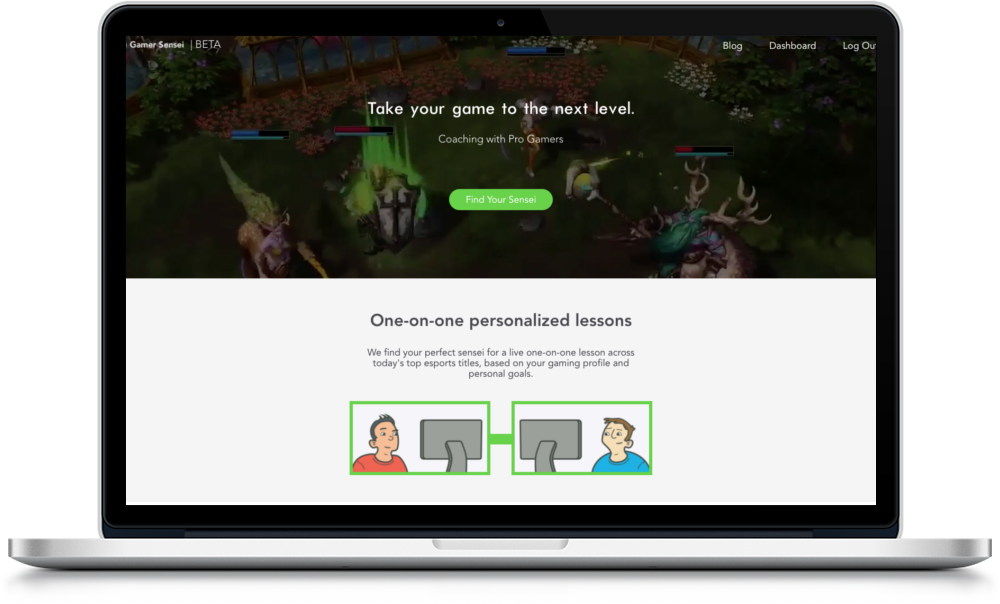 Gamer Sensei | BETA
Blog Dashboard Log Ou
Take your game to the next level.
Coaching with Pro Gamers
Find Your Sensei
One-on-one personalized lessons
We find your perfect sensei for a live one-on-one lesson across
today's top esports titles, based on your gaming profile and
personal goals.